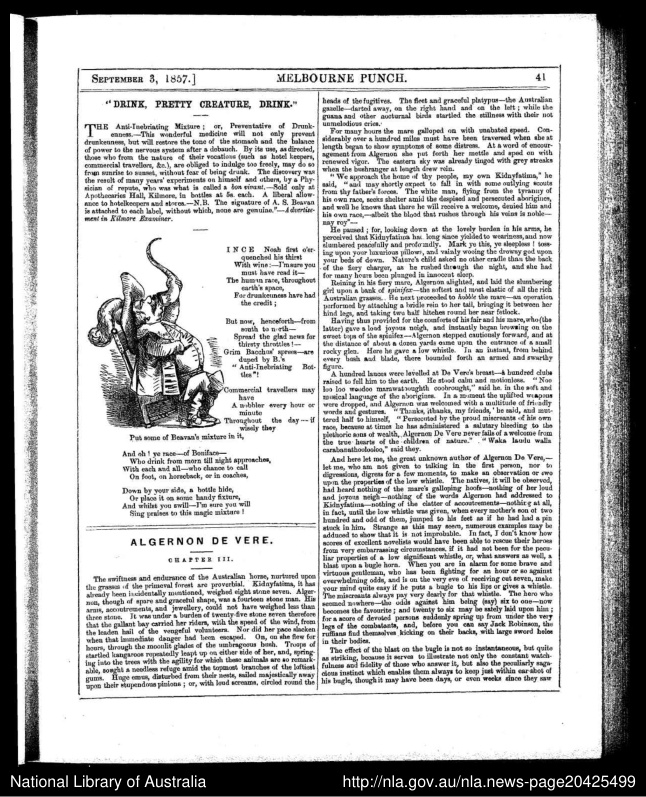 SEPTEMBER 3, 1857.]
MELBOURNE PUNCH.
41
"DRINK, PRETTY CREATURE, DRINK."
THE Anti-Inebriating Mixture; or, Preventative of Drunk-
enness.—This wonderful medicine will not only prevent
drunkenness, but will restore the tone of the stomach and the balance
of power to the nervous system after a debauch. By its use, as directed,
those who from the nature of their vocations (such as hotel keepers,
commercial travellers, &c.), are obliged to indulge too freely, may do so
from sunrise to sunset, without fear of being drunk. The discovery was
the result of many years' experiments on himself and others, by a Phy-
sician of repute, who was what is called a bon vivant.—Sold only at
Apothecaries Hall, Kilmore, in bottles at 5s. each. A liberal allow-
ance to hotelkeepers and stores.—N.B. The signature of A. S. Beavan
is attached to each label, without which, none are genuine."—Advertise-
ment in Kilmore Examiner.
INCE Noah first o'er-
quenched his thirst
With wine:—I'm sure you
must have read it—
The human race, throughout
earth's space,
For drunkenness have had
the credit;
But now, henceforth—from
south to north—
Spread the glad news for
thirsty throttles!—
Grim Bacchus' sprees—are
duped by B.'s
"Anti-Inebriating Bot-
tles"!
Commercial travellers may
have
A nobbler every hour or
minute
Throughout the day—if
wisely they
Put some of Beavan's mixture in it,
And oh! ye race—of Boniface—
Who drink from morn till night approaches,
With each and all—who chance to call
On foot, on horseback, or in coaches,
Down by your side, a bottle hide,
Or place it on some handy fixture,
And whilst you swill—I'm sure you will
Sing praises to this magic mixture!
ALGERNON DE VERE.
CHAPTER III.
The swiftness and endurance of the Australian horse, nurtured upon
the grasses of the primeval forest are proverbial. Kidnyfatima, it has
already been incidentally mentioned, weighed eight stone seven. Alger-
non, though of spare and graceful shape, was a fourteen stone man. His
arms, accoutrements, and jewellery, could not have weighed less than
three stone. It was under a burden of twenty-five stone seven therefore
that the gallant bay carried her riders, with the speed of the wind, from
the leaden hail of the vengeful volunteers. Nor did her pace slacken
when that immediate danger had been escaped. On, on she flew for
hours, through the moonlit glades of the umbrageous bush. Troops of
startled kangaroos repeatedly leapt up on either side of her, and, spring-
ing into the trees with the agility for which these animals are so remark-
able, sought a needless refuge amid the topmost branches of the loftiest
gums. Huge emus, disturbed from their nests, sailed majestically away
upon their stupendous pinions; or, with loud screams, circled round the
heads of the fugitives. The fleet and graceful platypus—the Australian
gazelle—darted away, on the right hand and on the left; while the
guana and other nocturnal birds startled the stillness with their not
unmelodious cries.
For many hours the mare galloped on with unabated speed. Con-
siderably over a hundred miles must have been traversed when she at
length began to show symptoms of some distress. At a word of encour-
agement from Algernon she put forth her mettle and sped on with
renewed vigor. The eastern sky was already tinged with grey streaks
when the bushranger at length drew rein.
"We approach the home of thy people, my own Kidnyfatima," he
said, "and may shortly expect to fall in with some outlying scouts
from thy father's forces. The white man, flying from the tyranny of
his own race, seeks shelter amid the despised and persecuted aborigines,
and well he knows that there he will receive a welcome, denied him and
his own race,—albeit the blood that rushes through his veins is noble—
nay roy"—
He paused; for, looking down at the lovely burden in his arms, he
perceived that Kidnyfatima has long since yielded to weariness, and now
slumbered peacefully and profoundly. Mark ye this, ye sleepless! toss-
ing upon your luxurious pillows, and vainly wooing the drowsy god upon
your beds of down. Nature's child asked no other cradle than the back
of the fiery charger, as he rushed through the night, and she had
for many hours been plunged in innocent sleep.
Reining in his fiery mare, Algernon alighted, and laid the slumbering
girl upon a bank of spinifex—the softest and most elastic of all the rich
Australian grasses. He next proceeded to hobble the mare—an operation
performed by attaching a bridle rein to her tail, bringing it between her
hind legs, and taking two half hitches round her near fetlock.
Having thus provided for the comforts of his fair and his mare, who (the
latter) gave a loud joyous neigh, and instantly began browsing on the
sweet tops of the spinifex—Algernon stepped cautiously forward, and at
the distance of about a dozen yards came upon the entrance of a small
rocky glen. Here he gave a low whistle. In an instant, from behind
every bush and blade, there bounded forth an armed and swarthy
figure.
A hundred lances were levelled at De Vere's breast—a hundred clubs
raised to fell him to the earth. He stood calm and motionless. "Noo
loo loo woodoo marawatoughth coobrought," said he, in the soft and
musical language of the aborigines. In a moment the uplifted weapons
were dropped, and Algernon was welcomed with a multitude of friendly
words and gestures. "Thanks, thanks, my friends," he said, and mut-
tered half to himself, "Persecuted by the proud miscreants of his own
race, because at times he has administered a salutary bleeding to the
plethoric sons of wealth, Algernon De Vere never fails of a welcome from
the true hearts of the children of nature." "Waka laudu walla
carabanathoolooloo," said they.
And here let me, the great unknown author of Algernon De Vere,—
let me, who am not given to talking in the first person, nor to
digressions, digress for a few moments, to make an observation or two
upon the properties of the low whistle. The natives, it will be observed,
had heard nothing of the mare's galloping hoofs—nothing of her loud
and joyous neigh—nothing of the words Algernon had addressed to
Kidnyfatima—nothing of the clatter of accoutrements—nothing at all,
in fact, until the low whistle was given, when every mother's son of two
hundred and odd of them, jumped to his feet as if he had had a pin
stuck in him. Strange as this may seem, numerous examples may be
adduced to show that it is not improbable. In fact, I don't know how
scores of excellent novelists would have been able to rescue their heroes
from very embarrassing circumstances, if it had not been for the pecu-
liar properties of a low significant whistle, or, what answers as well, a
blast upon a bugle horn. When you are in alarm for some brave and
virtuous gentleman, who has been fighting for an hour or so against
overwhelming odds, and is on the very eve of receiving cut seven, make
your mind quite easy if he puts a bugle to his lips or gives a whistle.
The miscreants always pay very dearly for that whistle. The hero who
seemed nowhere—the odds against him being (say) six to one—now
becomes the favourite; and twenty to six may be safely laid upon him;
for a score of devoted persons suddenly spring up from under the very
legs of the combatants, and, before you can say Jack Robinson, the
ruffians find themselves kicking on their backs, with large sword holes
in their bodies.
The effect of the blast on the bugle is not so instantaneous, but quite
as striking, because it serves to illustrate not only the constant watch-
fulness and fidelity of those who answer it, but also the peculiarly saga-
cious instinct which enables them always to keep just within ear-shot of
his bugle, though it may have been days, or even weeks since they saw
National Library of Australia
http://nla.gov.au/nla.news-page20425499